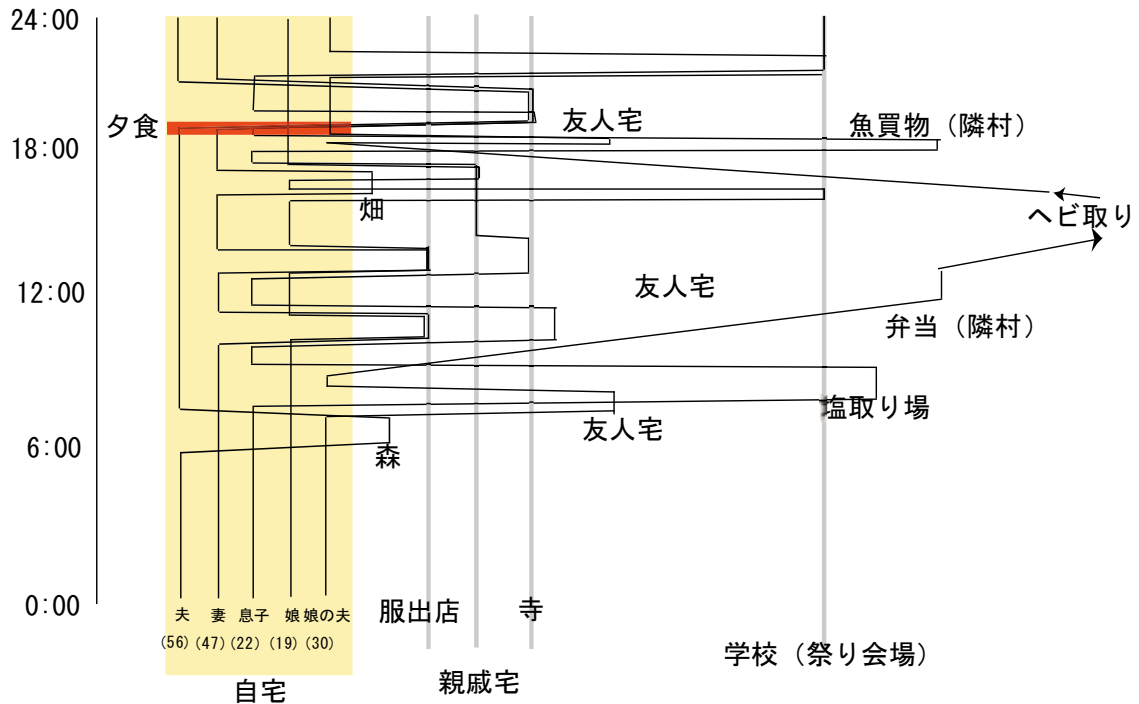 24:00
夕食
友人宅
魚買物（隣村）
18:00
畑
ヘビ取り
12:00
友人宅
弁当（隣村）
塩取り場
友人宅
6:00
森
0:00
夫 妻 息子 娘 娘の夫
(56) (47) (22) (19) (30)
服出店
寺
学校（祭り会場）
親戚宅
自宅